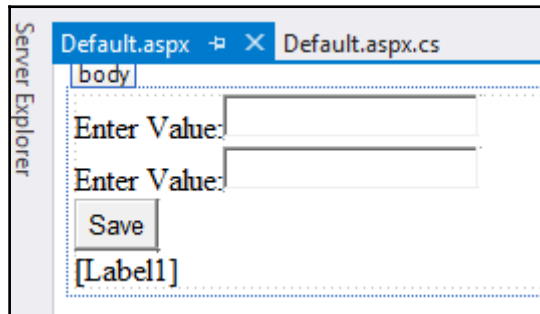 Server Explorer
Default.aspx Default.aspx.cs
body
Enter Value:
Enter Value:
Save
[Label1]